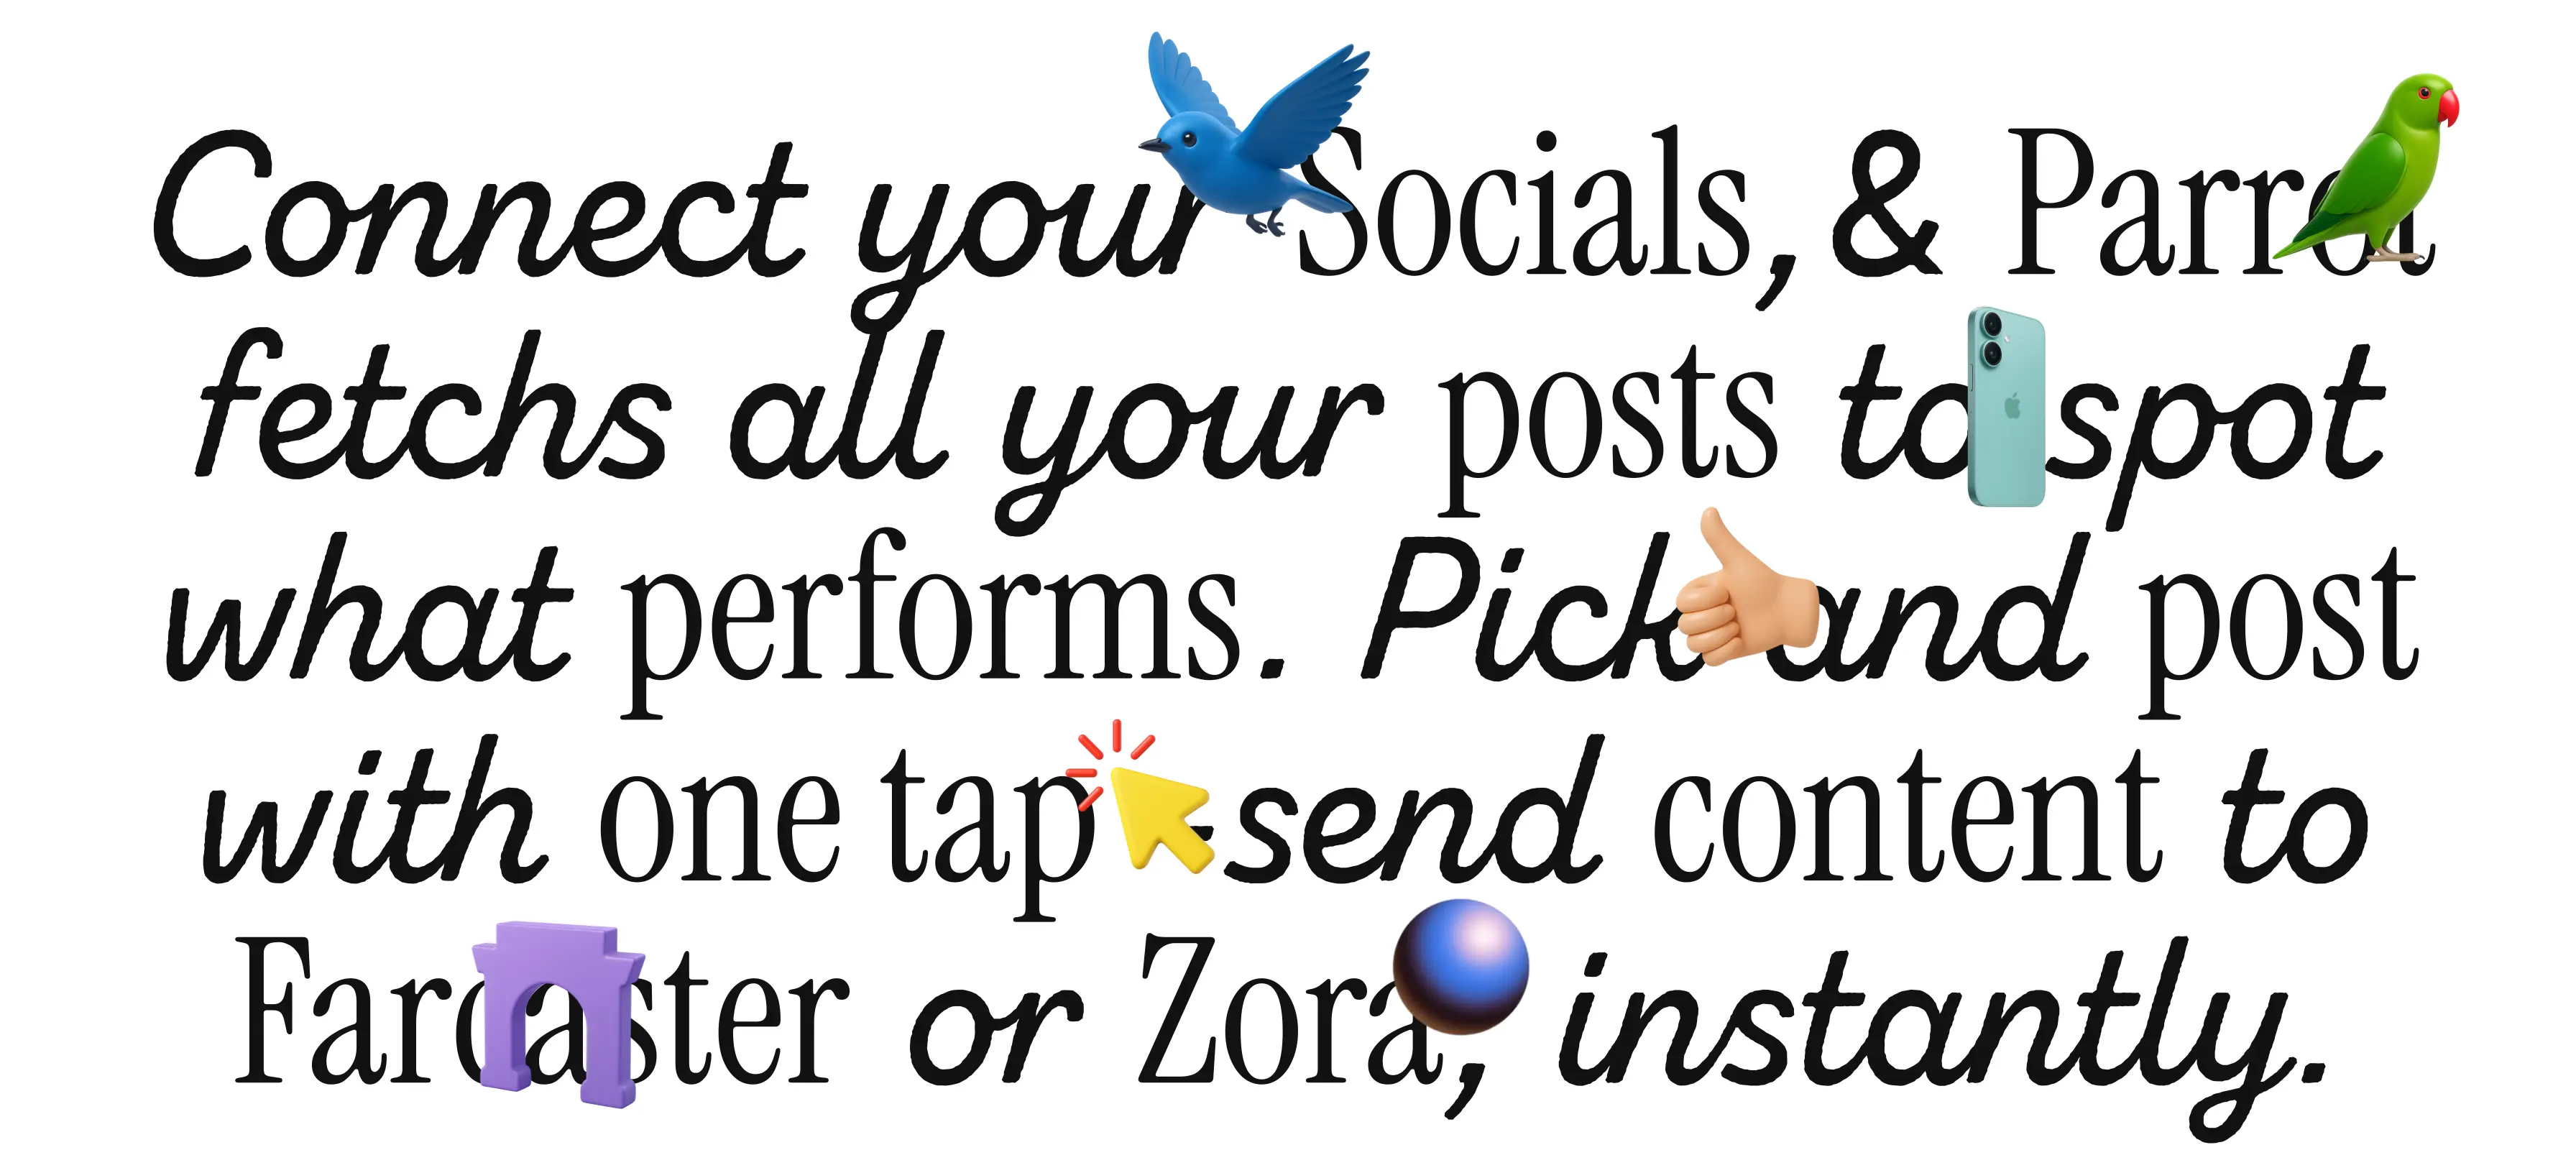 Connect your Socials, & Parrot
fetchs all your posts to spot
what performs. Pick and post
with one tap - send content to
Farcaster or Zora, instantly.